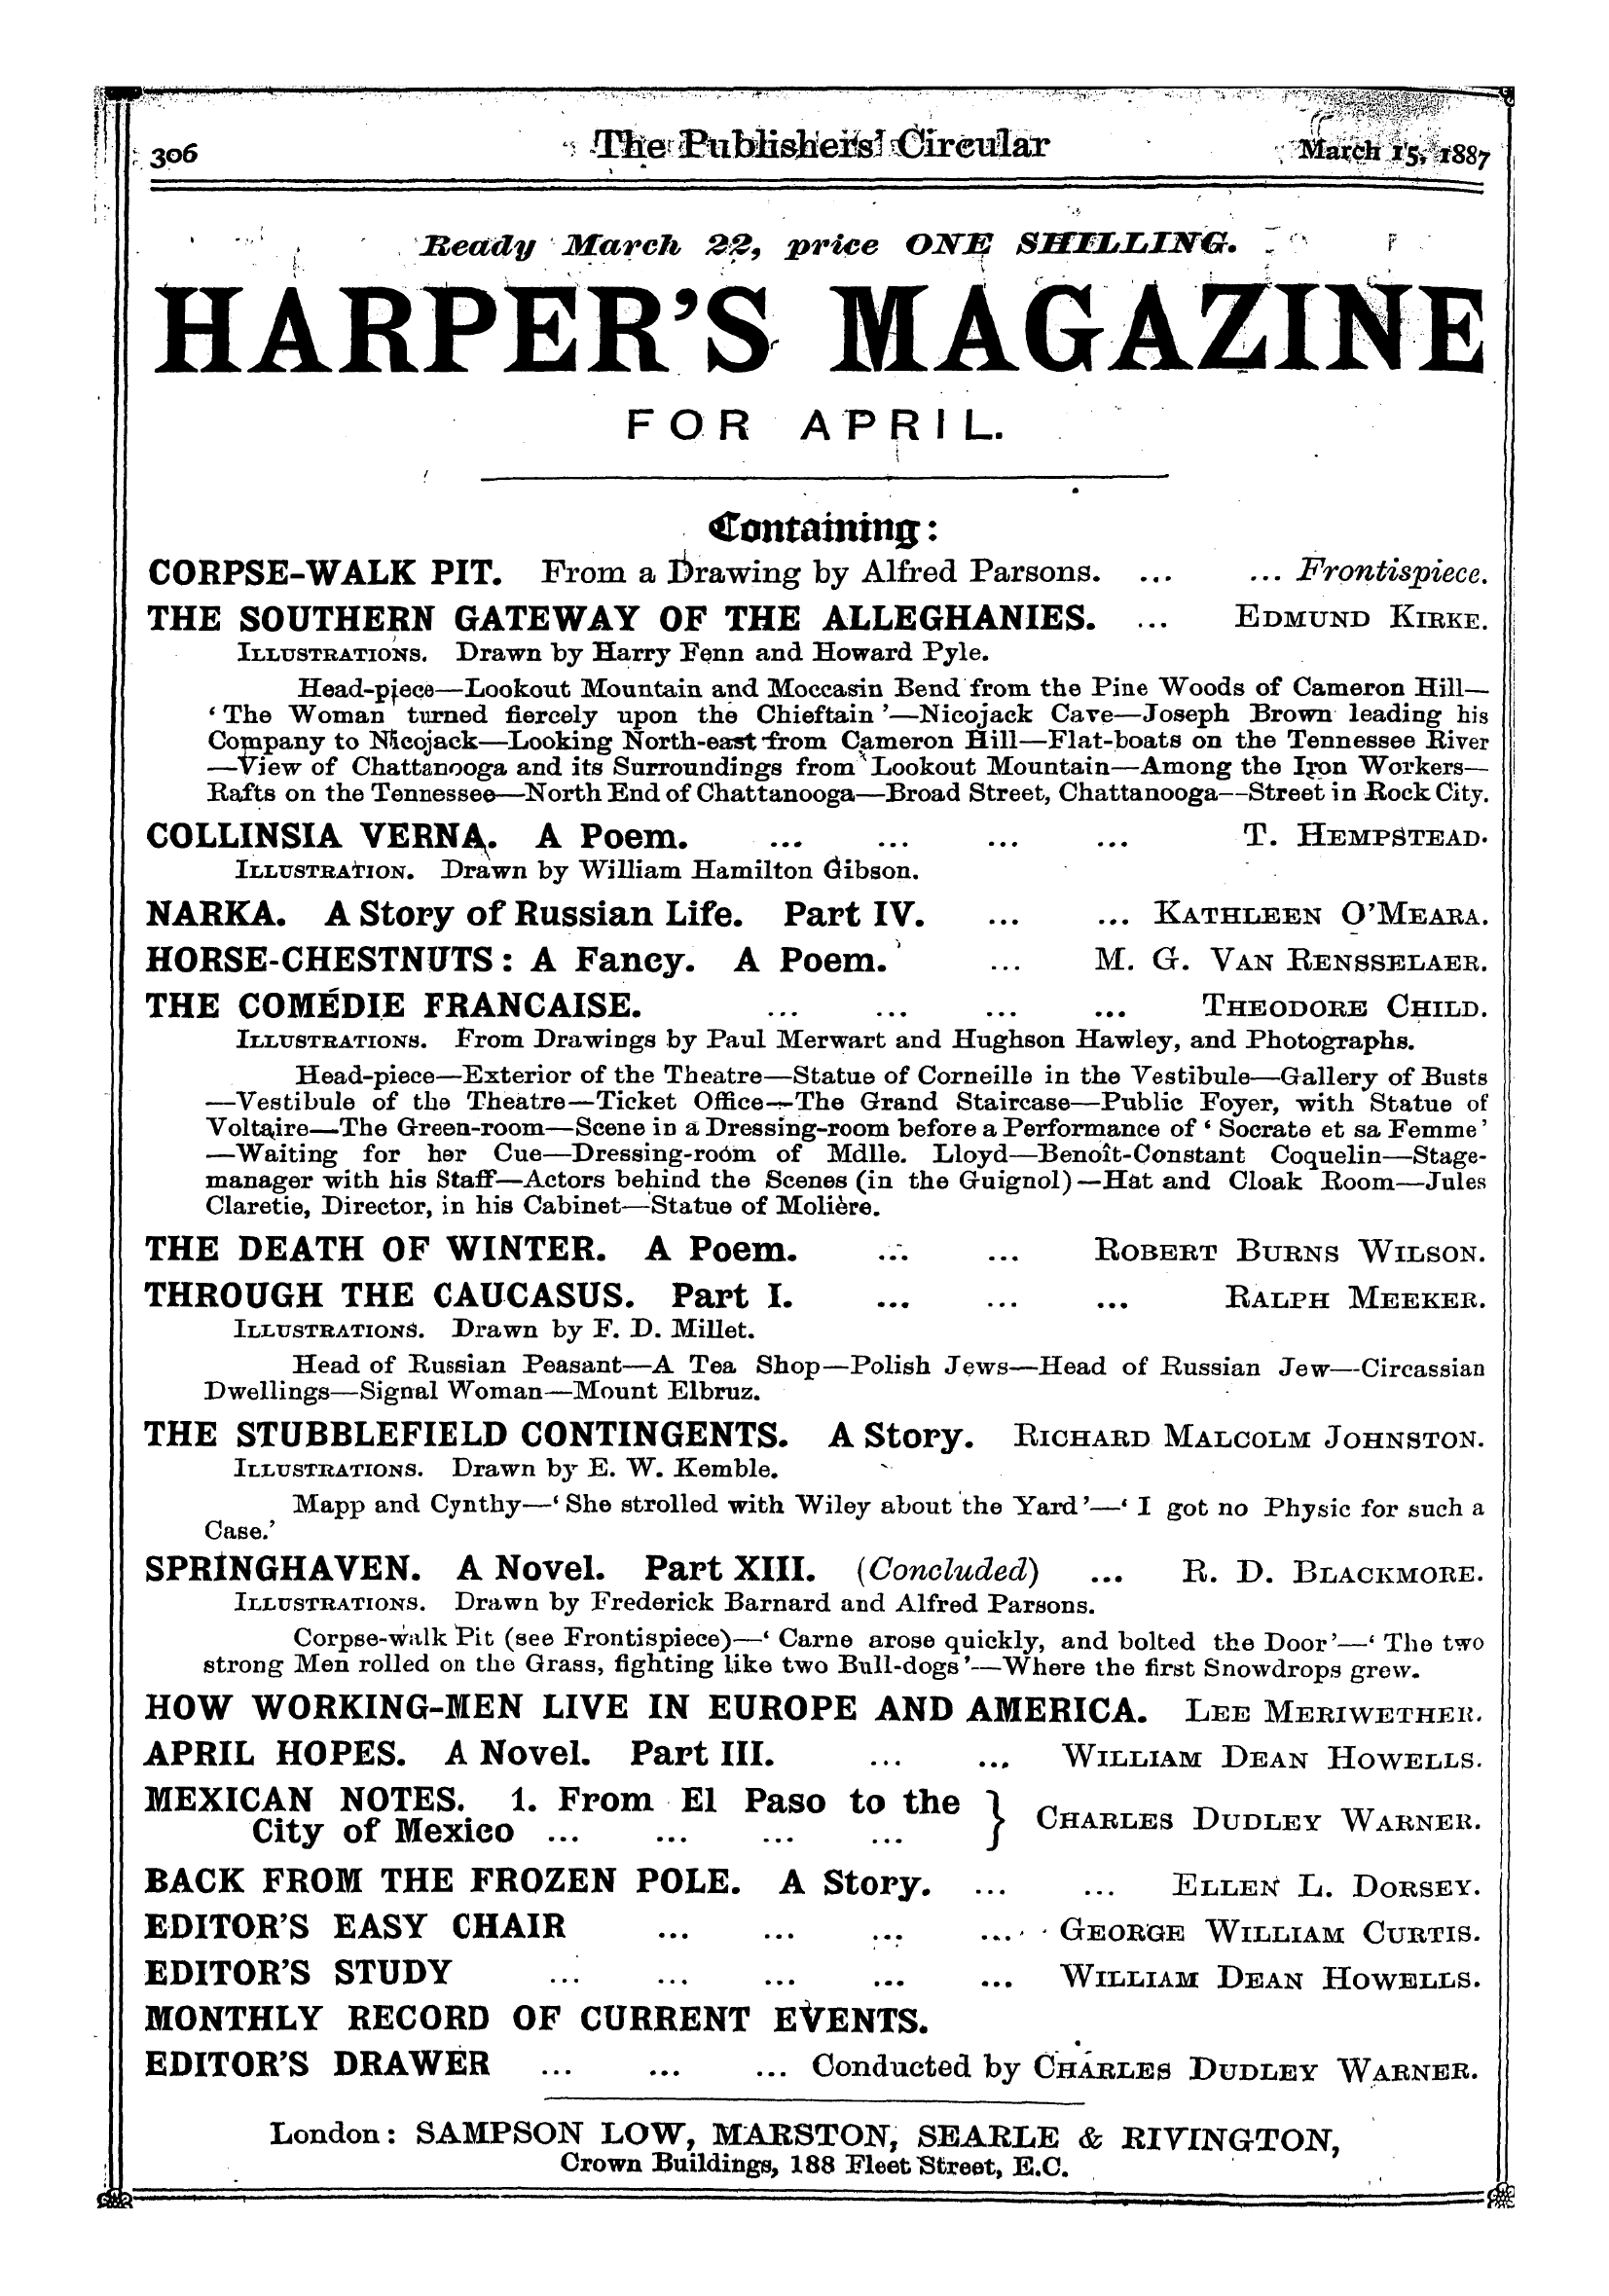 306 The Publishers' Circular March 15, 1887
Ready March 22, price ONE SHILLING.
HARPER'S MAGAZINE
FOR APRIL.
Containing:
CORPSE-WALK PIT. From a Drawing by Alfred Parsons. ... ... Frontispiece.
THE SOUTHERN GATEWAY OF THE ALLEGHANIES. ... EDMUND KIRKE.
ILLUSTRATIONS. Drawn by Harry Fenn and Howard Pyle.
Head-piece—Lookout Mountain and Moccasin Bend from the Pine Woods of Cameron Hill—
‘The Woman turned fiercely upon the Chieftain’—Nicojack Cave—Joseph Brown leading his
Company to Nicojack—Looking North-east from Cameron Hill—Flat-boats on the Tennessee River
—View of Chattanooga and its Surroundings from Lookout Mountain—Among the Iron Workers—
Rafts on the Tennessee—North End of Chattanooga—Broad Street, Chattanooga—Street in Rock City.
COLLINSIA VERNA. A Poem. ... ... ... ... T. HEMPSTEAD.
ILLUSTRATION. Drawn by William Hamilton Gibson.
NARKA. A Story of Russian Life. Part IV. ... ... KATHLEEN O'MEARA.
HORSE-CHESTNUTS: A Fancy. A Poem. ... M. G. VAN RENSSELAER.
THE COMÉDIE FRANCAISE. ... ... ... ... THEODORE CHILD.
ILLUSTRATIONS. From Drawings by Paul Merwart and Hughson Hawley, and Photographs.
Head-piece—Exterior of the Theatre—Statue of Corneille in the Vestibule—Gallery of Busts
—Vestibule of the Theatre—Ticket Office—The Grand Staircase—Public Foyer, with Statue of
Voltaire—The Green-room—Scene in a Dressing-room before a Performance of ‘Socrate et sa Femme’
—Waiting for her Cue—Dressing-room of Mdlle. Lloyd—Benoît-Constant Coquelin—Stage-
manager with his Staff—Actors behind the Scenes (in the Guignol)—Hat and Cloak Room—Jules
Claretie, Director, in his Cabinet—Statue of Molière.
THE DEATH OF WINTER. A Poem. ... ... ROBERT BURNS WILSON.
THROUGH THE CAUCASUS. Part I. ... ... ... RALPH MEEKER.
ILLUSTRATIONS. Drawn by F. D. Millet.
Head of Russian Peasant—A Tea Shop—Polish Jews—Head of Russian Jew—Circassian
Dwellings—Signal Woman—Mount Elbruz.
THE STUBBLEFIELD CONTINGENTS. A Story. RICHARD MALCOLM JOHNSTON.
ILLUSTRATIONS. Drawn by E. W. Kemble.
Mapp and Cynthy—‘She strolled with Wiley about the Yard’—‘I got no Physic for such a
Case.’
SPRINGHAVEN. A Novel. Part XIII. (Concluded) ... R. D. BLACKMORE.
ILLUSTRATIONS. Drawn by Frederick Barnard and Alfred Parsons.
Corpse-walk Pit (see Frontispiece)—‘Carne arose quickly, and bolted the Door’—‘The two
strong Men rolled on the Grass, fighting like two Bull-dogs’—Where the first Snowdrops grew.
HOW WORKING-MEN LIVE IN EUROPE AND AMERICA. LEE MERIWETHER.
APRIL HOPES. A Novel. Part III. ... ... WILLIAM DEAN HOWELLS.
MEXICAN NOTES. 1. From El Paso to the
City of Mexico ... ... ... ... } CHARLES DUDLEY WARNER.
BACK FROM THE FROZEN POLE. A Story. ... ... ELLEN L. DORSEY.
EDITOR'S EASY CHAIR ... ... ... ... GEORGE WILLIAM CURTIS.
EDITOR'S STUDY ... ... ... ... ... WILLIAM DEAN HOWELLS.
MONTHLY RECORD OF CURRENT EVENTS.
EDITOR'S DRAWER ... ... ... Conducted by CHARLES DUDLEY WARNER.
London: SAMPSON LOW, MARSTON, SEARLE & RIVINGTON,
Crown Buildings, 188 Fleet Street, E.C.